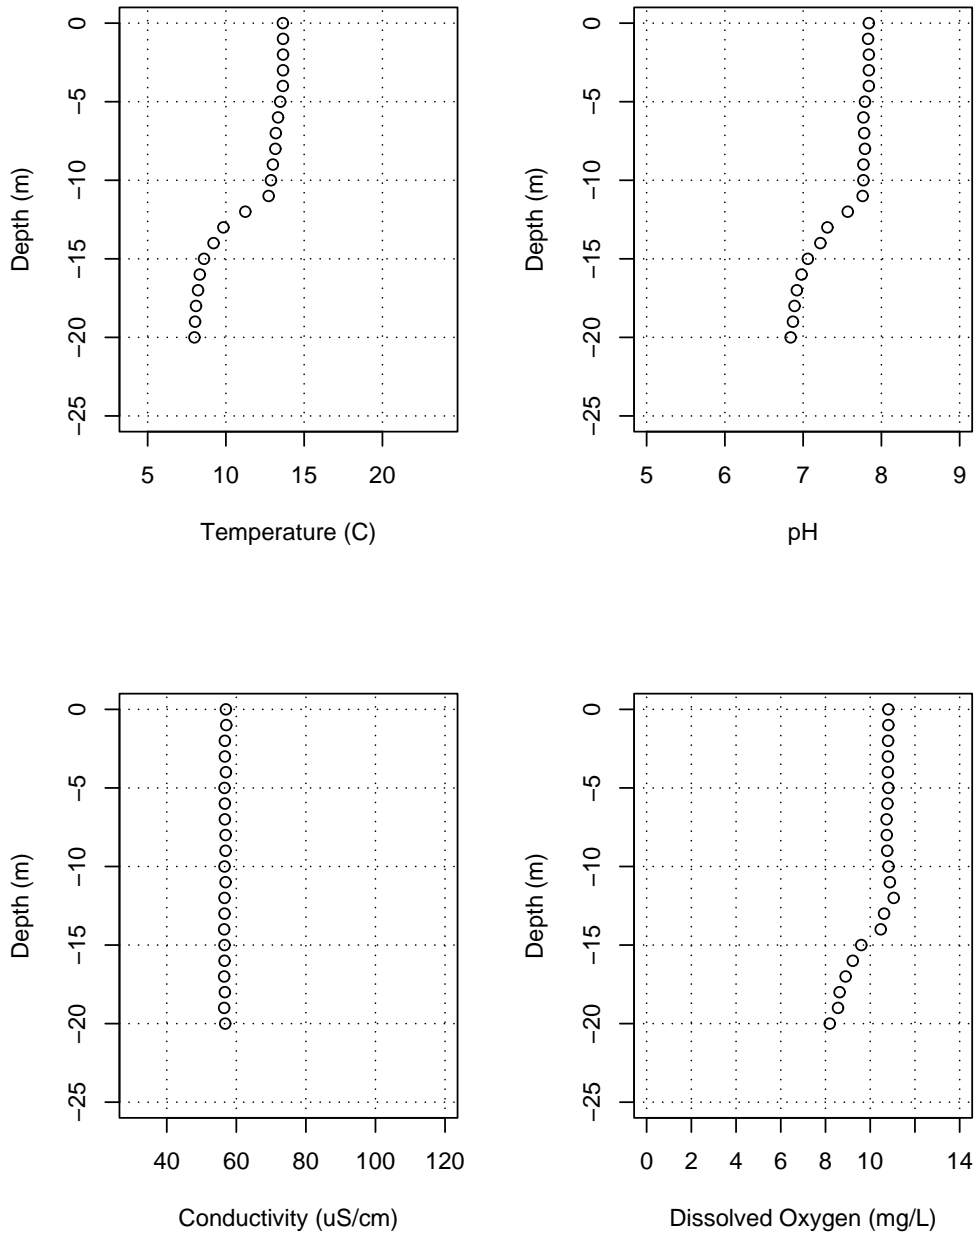 0
−5
−10
−15
−20
−25
Depth (m)
5 10 15 20
Temperature (C)
0
−5
−10
−15
−20
−25
Depth (m)
5 6 7 8 9
pH
0
−5
−10
−15
−20
−25
Depth (m)
40 60 80 100 120
Conductivity (uS/cm)
0
−5
−10
−15
−20
−25
Depth (m)
0 2 4 6 8 10 14
Dissolved Oxygen (mg/L)